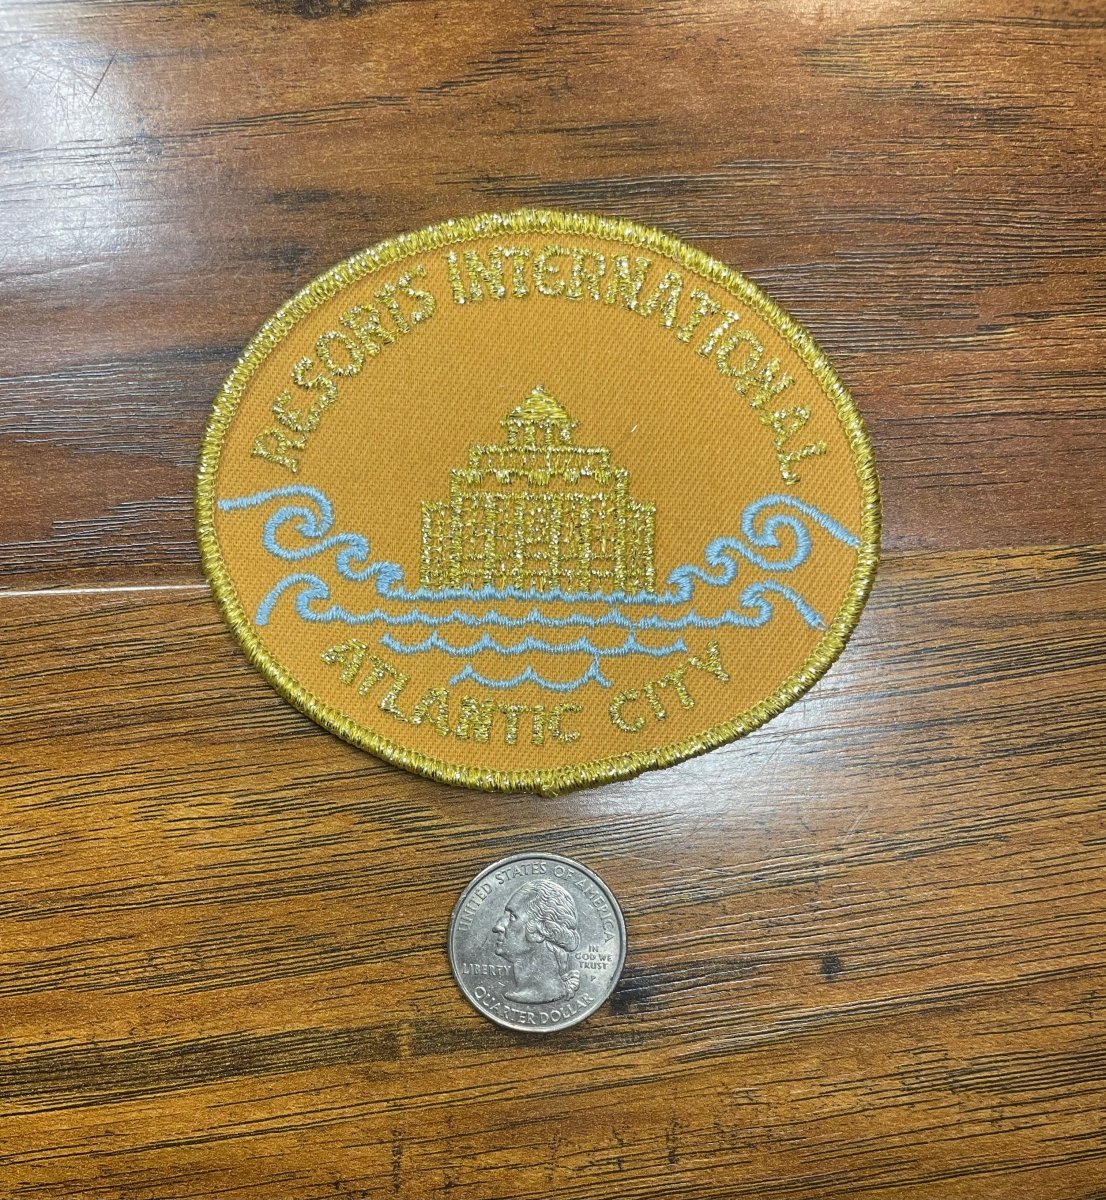 RESORTS INTERNATIONAL
ATLANTIC CITY
UNITED STATES OF AMERICA
LIBERTY
IN
GOD WE
TRUST
P
QUARTER DOLLAR